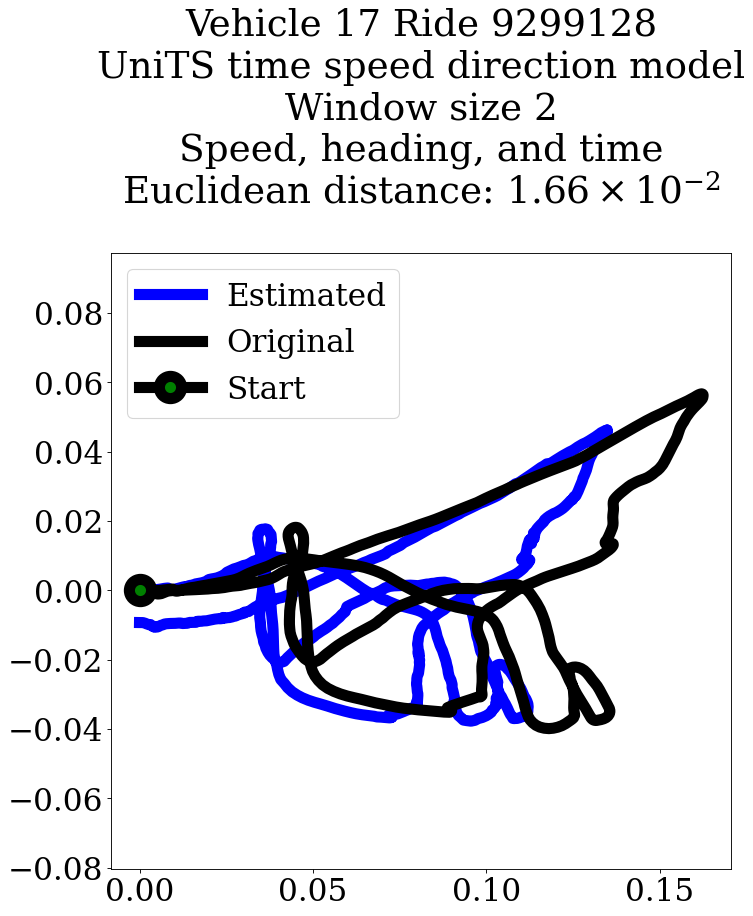 Vehicle 17 Ride 9299128
UniTS time speed direction model
Window size 2
Speed, heading, and time
Euclidean distance: 1.66 × 10⁻²
Estimated
Original
Start
0.08
0.06
0.04
0.02
0.00
−0.02
−0.04
−0.06
−0.08
0.00 0.05 0.10 0.15